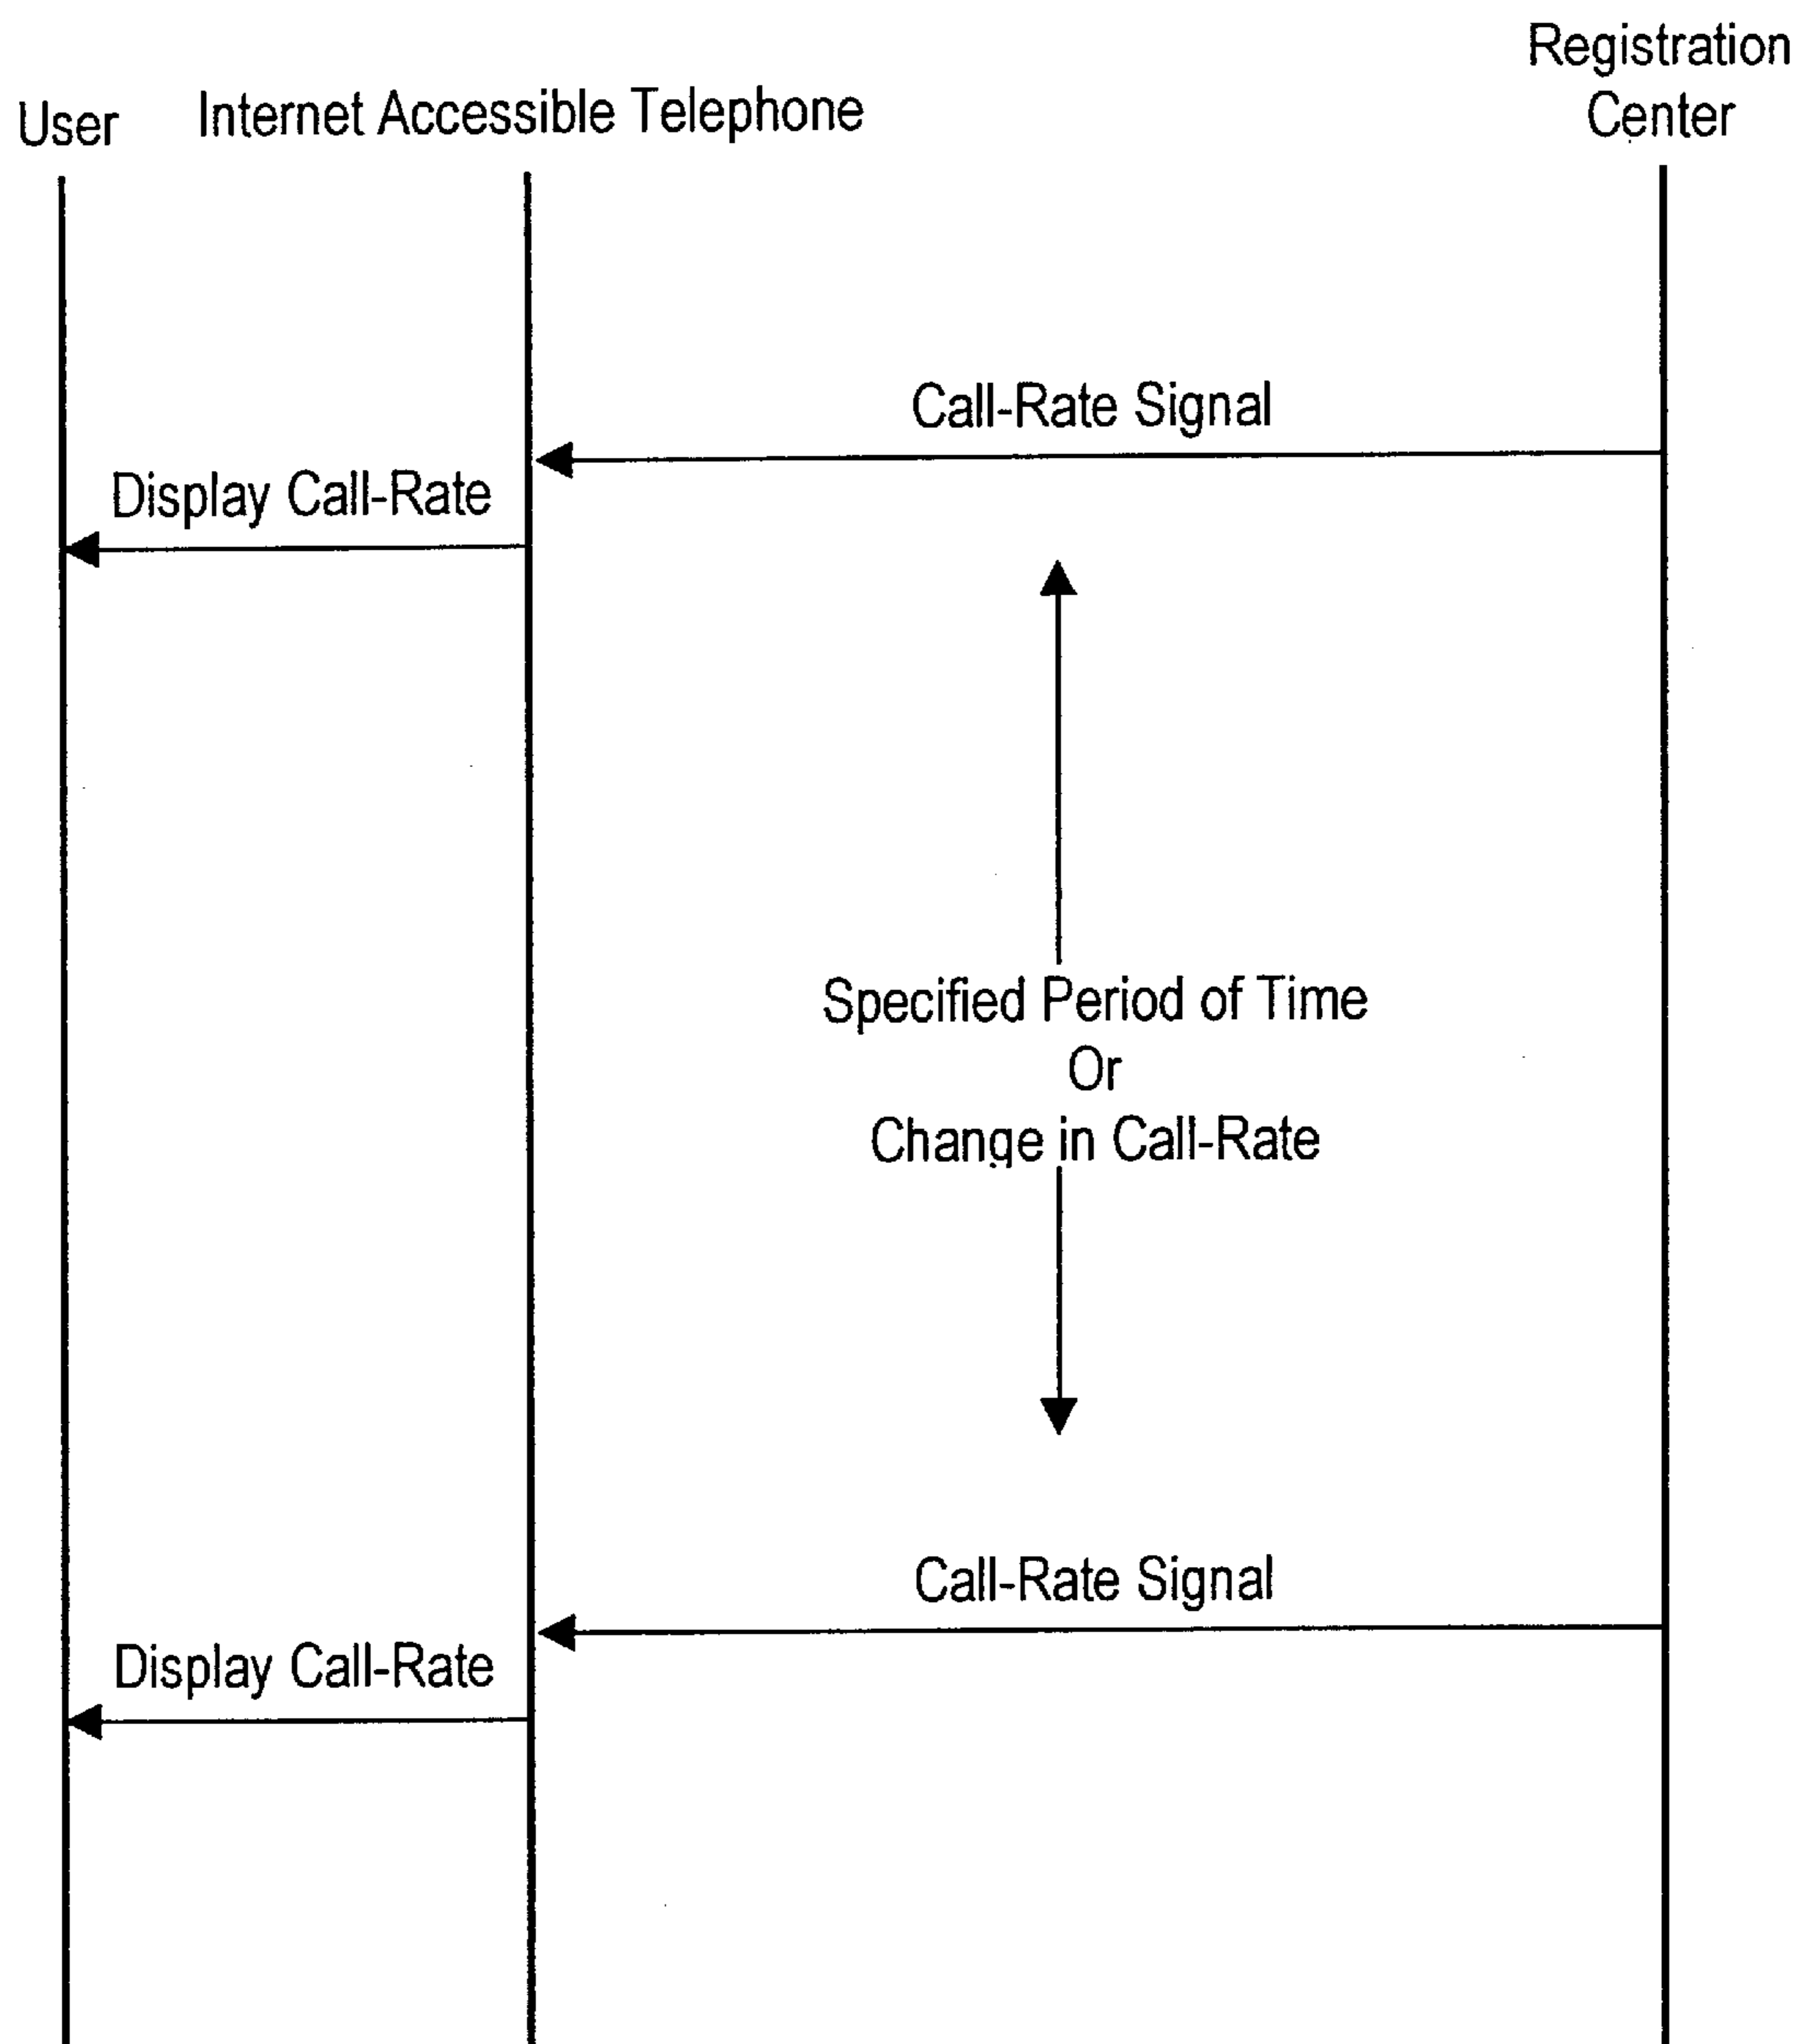 Registration
Center
User
Internet Accessible Telephone
Call-Rate Signal
Display Call-Rate
Specified Period of Time
Or
Change in Call-Rate
Call-Rate Signal
Display Call-Rate